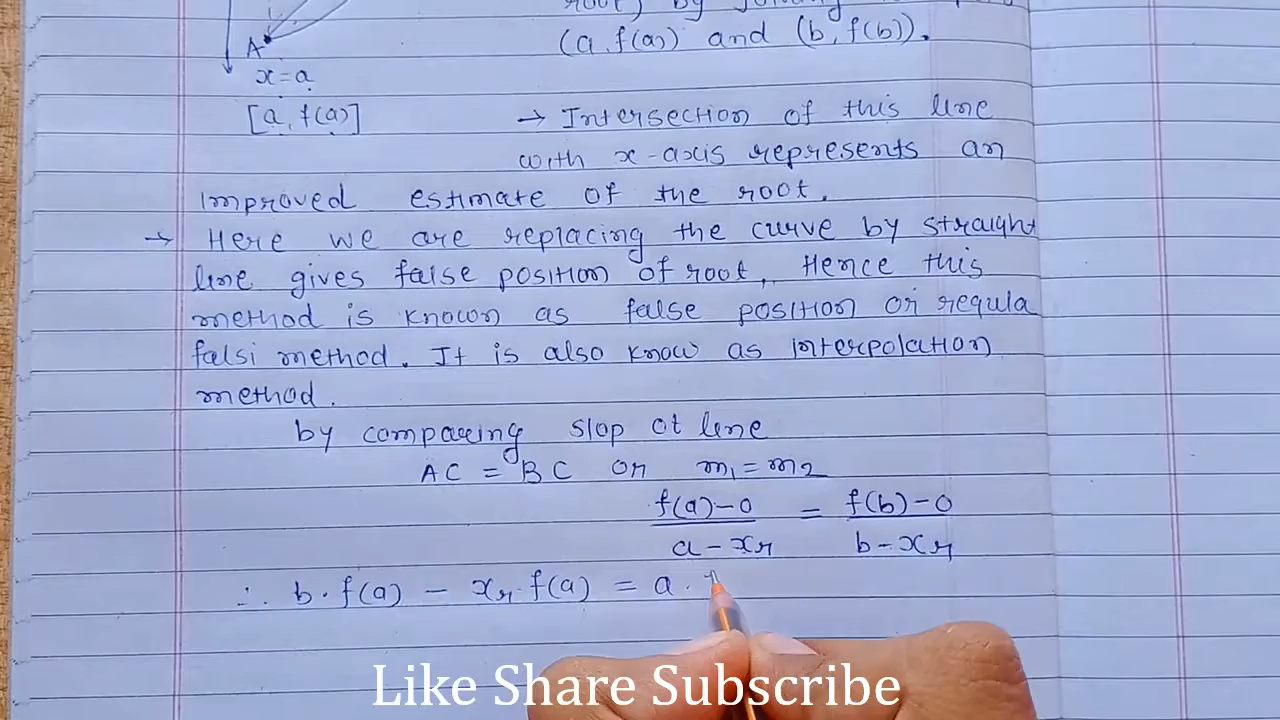 A
(a, f(a)) and (b, f(b)).
x=a
[a, f(a)]
→ Intersection of this line
with x-axis represents an
improved estimate of the root.
→ Here we are replacing the curve by straight
line gives false position of root, Hence this
method is known as false position or regula
falsi method. It is also know as interpolation
method.
by comparing slop of line
AC = BC or m₁ = m₂
f(a)-0 / a-xᵣ = f(b)-0 / b-xᵣ
∴ b. f(a) - xᵣ. f(a) = a.
Like Share Subscribe